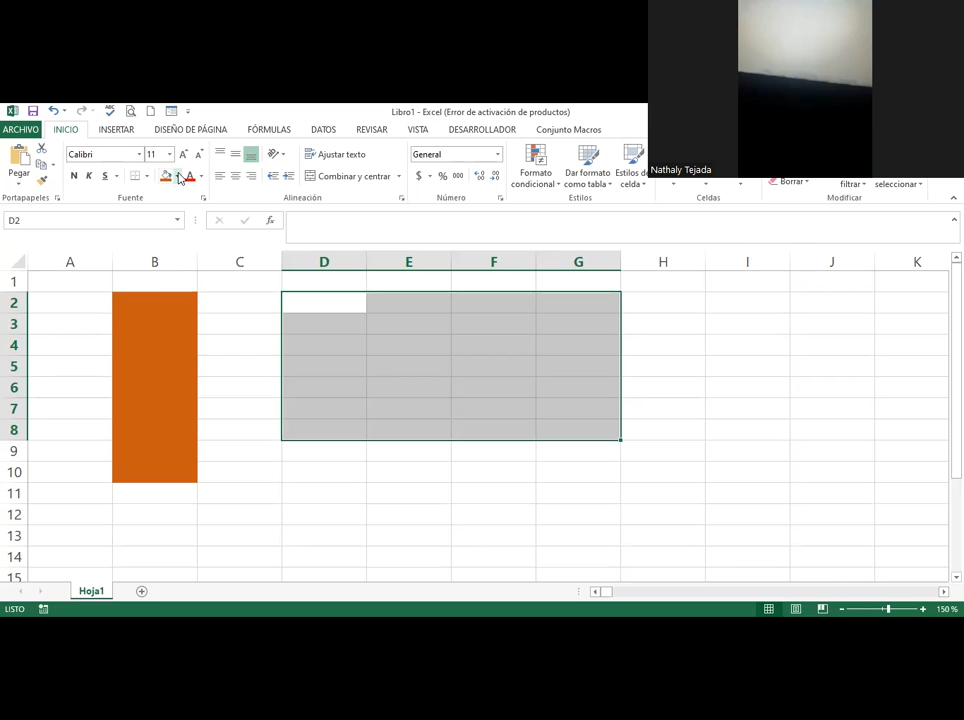 Libro1 - Excel (Error de activación de productos)
ARCHIVO INICIO INSERTAR DISEÑO DE PÁGINA FÓRMULAS DATOS REVISAR VISTA DESARROLLADOR Conjunto Macros
Nathaly Tejada
Pegar
Calibri 11 A A
N K S A
Ajustar texto
Combinar y centrar
General
$ % 000
Formato condicional
Dar formato como tabla
Estilos de celda
Borrar
filtrar seleccionar
Portapapeles Fuente Alineación Número Estilos Celdas Modificar
D2 fx
A B C D E F G H I J K
1
2
3
4
5
6
7
8
9
10
11
12
13
14
15
Hoja1
LISTO 150 %